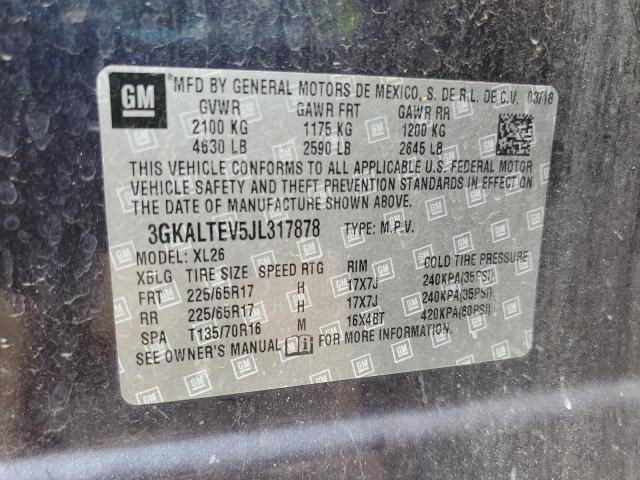 GM ®MFD BY GENERAL MOTORS DE MEXICO, S. DE R.L. DE C.V. 03/18
GVWR GAWR FRT GAWR RR
2100 KG 1175 KG 1200 KG
4630 LB 2590 LB 2645 LB
THIS VEHICLE CONFORMS TO ALL APPLICABLE U.S. FEDERAL MOTOR
VEHICLE SAFETY AND THEFT PREVENTION STANDARDS IN EFFECT ON
THE DATE OF MANUFACTURE SHOWN ABOVE.
3GKALTEV5JL317878 TYPE: M.P.V.
MODEL: XL26
XBLG TIRE SIZE SPEED RTG RIM COLD TIRE PRESSURE
FRT 225/65R17 H 17X7J 240KPA(35PSI)
RR 225/65R17 H 17X7J 240KPA(35PSI)
SPA T135/70R16 M 16X4BT 420KPA(60PSI)
SEE OWNER'S MANUAL i FOR MORE INFORMATION.